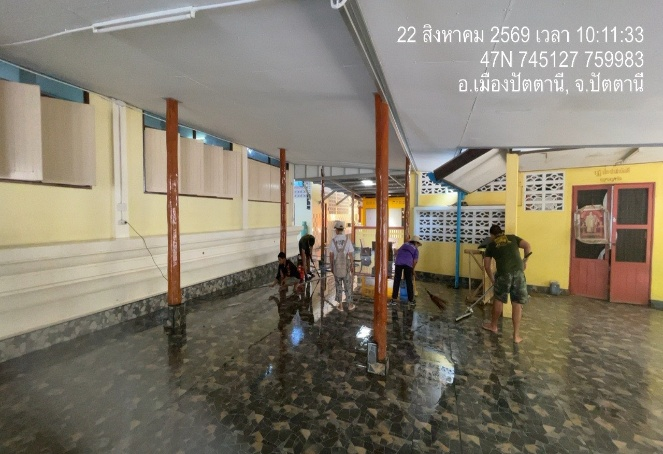 22 สิงหาคม 2569 เวลา 10:11:33
47N 745127 759983
อ.เมืองปัตตานี, จ.ปัตตานี